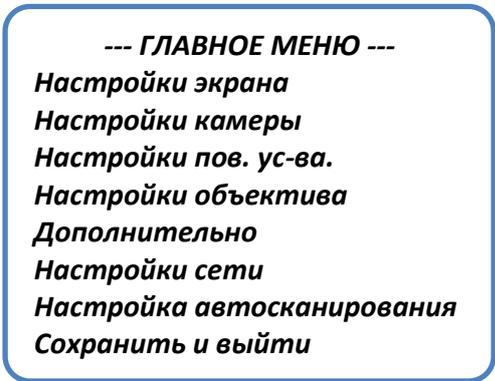 --- ГЛАВНОЕ МЕНЮ ---
Настройки экрана
Настройки камеры
Настройки пов. ус-ва.
Настройки объектива
Дополнительно
Настройки сети
Настройка автосканирования
Сохранить и выйти